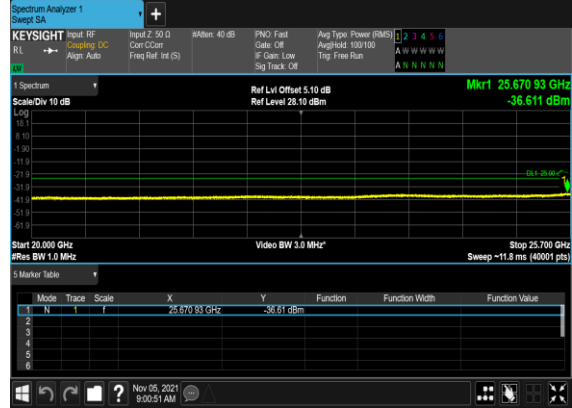 Spectrum Analyzer 1
Swept SA
+
KEYSIGHT Input: RF Input Z: 50 Ω #Atten: 40 dB PNO: Fast Avg Type: Power (RMS) 1 2 3 4 5 6
RL Coupling: DC Corr CCorr Gate: Off Avg|Hold: 100/100 A W W W W W
Align: Auto Freq Ref: Int (S) IF Gain: Low Trig: Free Run
Sig Track: Off A N N N N N
1 Spectrum Ref Lvl Offset 5.10 dB Mkr1 25.670 93 GHz
Scale/Div 10 dB Ref Level 28.10 dBm -36.611 dBm
Log
18.1
8.10
-1.90
-11.9
-21.9 DL1 -25.00
-31.9 1
-41.9
-51.9
-61.9
Start 20.000 GHz Video BW 3.0 MHz* Stop 25.700 GHz
#Res BW 1.0 MHz Sweep ~11.8 ms (40001 pts)
5 Marker Table
Mode Trace Scale X Y Function Function Width Function Value
1 N 1 f 25.670 93 GHz -36.61 dBm
2
3
4
5
6
? Nov 05, 2021
9:00:51 AM